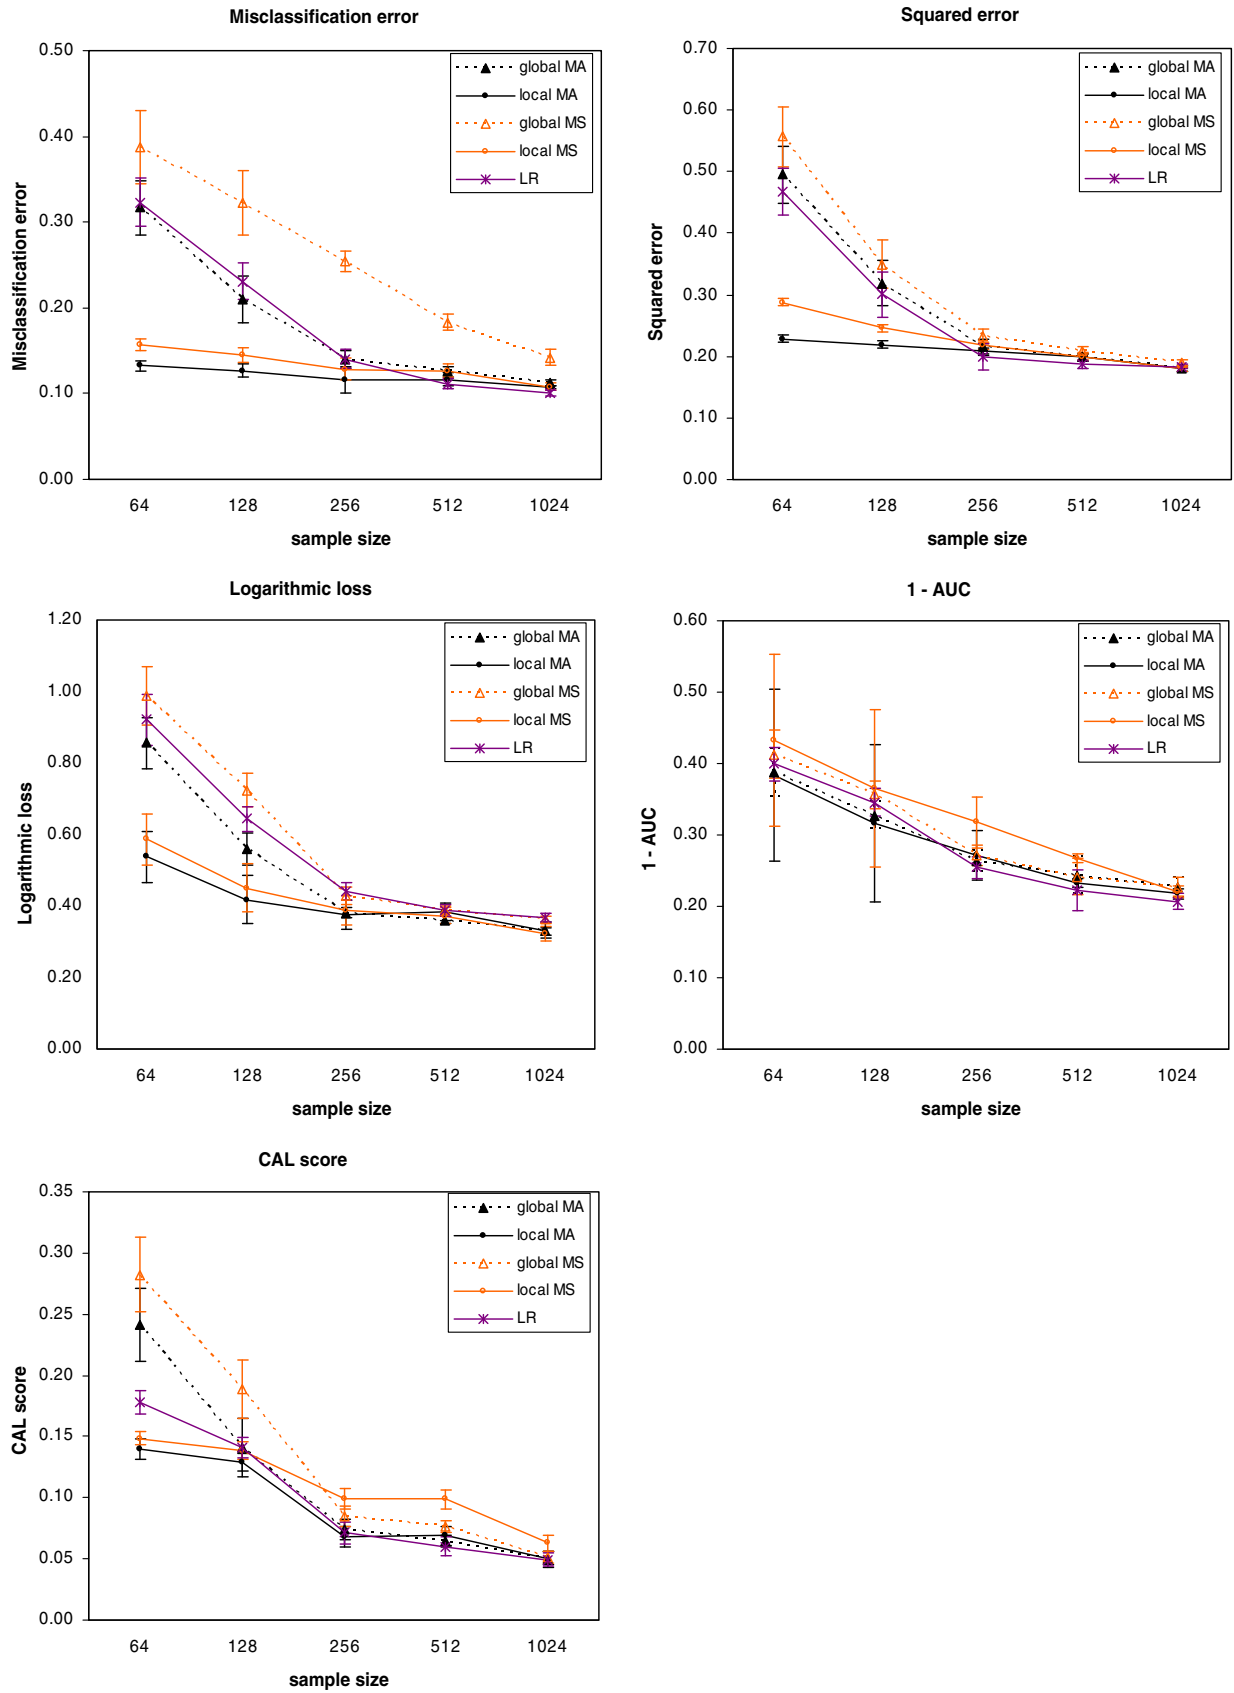 Misclassification error
0.50
0.40
0.30
0.20
0.10
0.00
Misclassification error
global MA
local MA
global MS
local MS
LR
64 128 256 512 1024
sample size
Squared error
0.70
0.60
0.50
0.40
0.30
0.20
0.10
0.00
Squared error
global MA
local MA
global MS
local MS
LR
64 128 256 512 1024
sample size
Logarithmic loss
1.20
1.00
0.80
0.60
0.40
0.20
0.00
Logarithmic loss
global MA
local MA
global MS
local MS
LR
64 128 256 512 1024
sample size
1 - AUC
0.60
0.50
0.40
0.30
0.20
0.10
0.00
1 - AUC
global MA
local MA
global MS
local MS
LR
64 128 256 512 1024
sample size
CAL score
0.35
0.30
0.25
0.20
0.15
0.10
0.05
0.00
CAL score
global MA
local MA
global MS
local MS
LR
64 128 256 512 1024
sample size